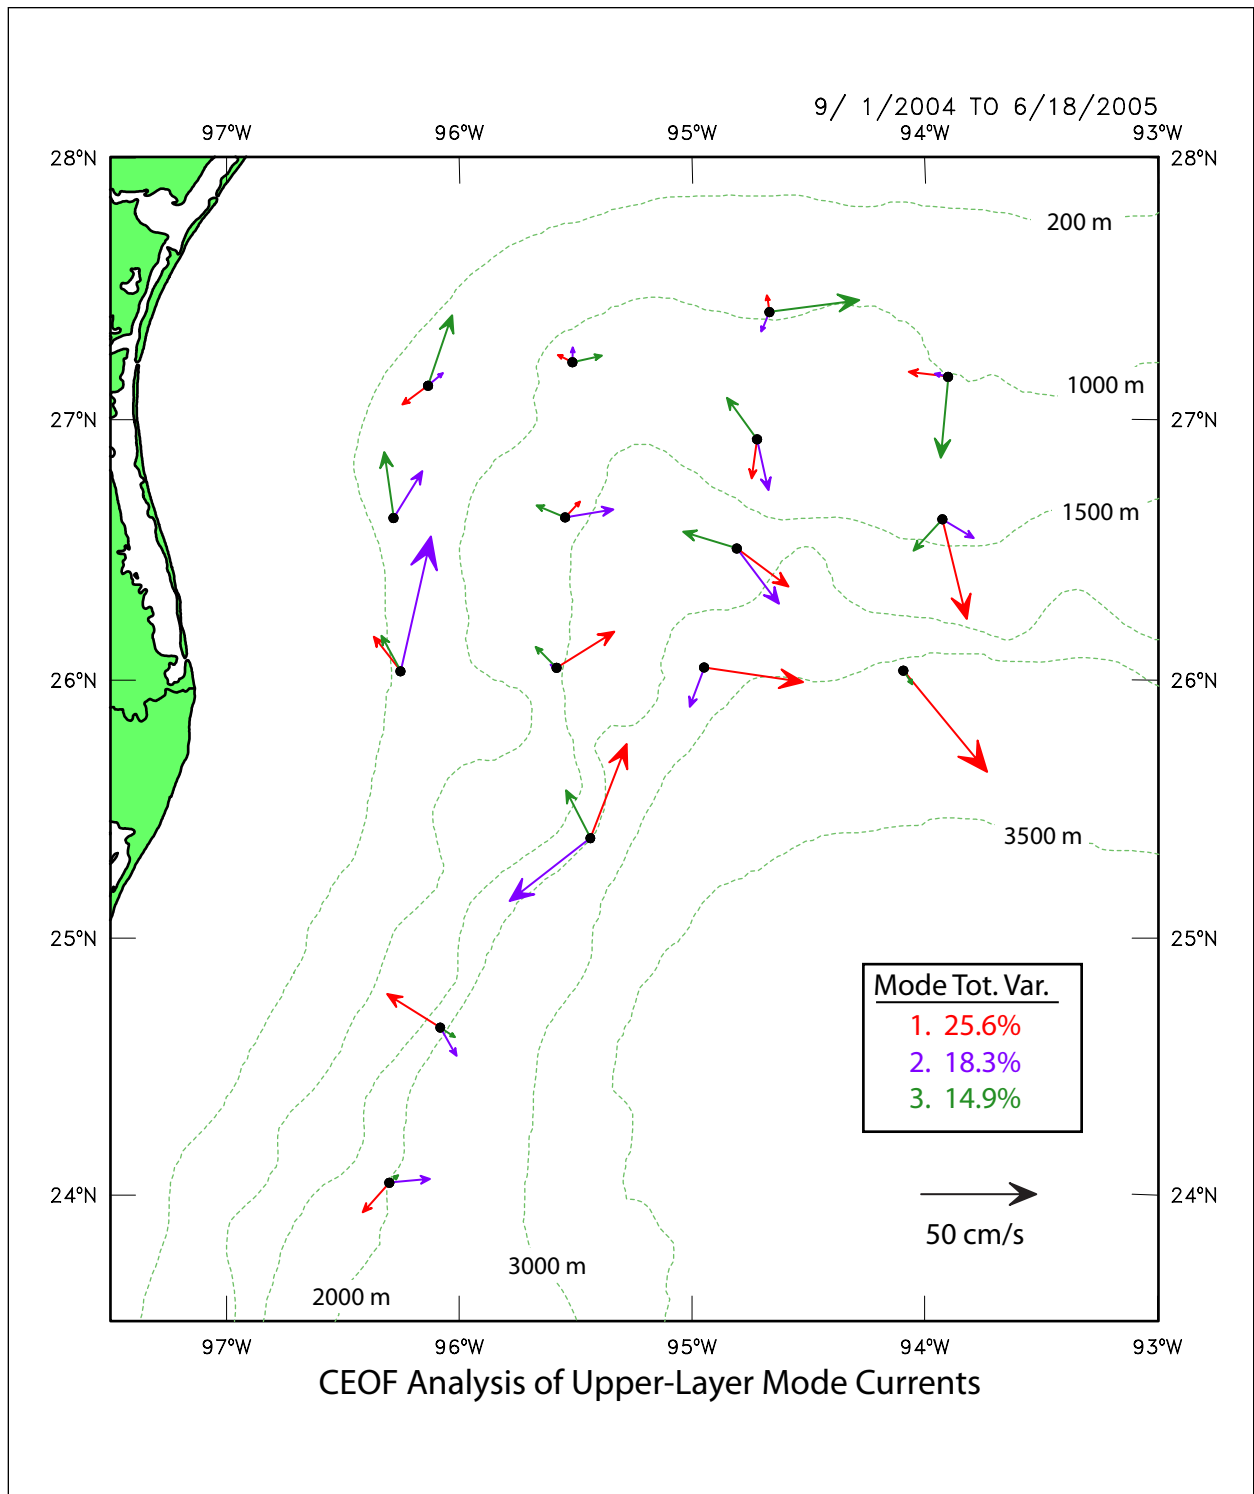 9/ 1/2004 TO 6/18/2005
97°W 96°W 95°W 94°W 93°W
28°N 28°N
200 m
1000 m
27°N 27°N
1500 m
26°N 26°N
3500 m
25°N 25°N
Mode Tot. Var.
1. 25.6%
2. 18.3%
3. 14.9%
24°N 24°N
50 cm/s
3000 m
2000 m
97°W 96°W 95°W 94°W 93°W
CEOF Analysis of Upper-Layer Mode Currents